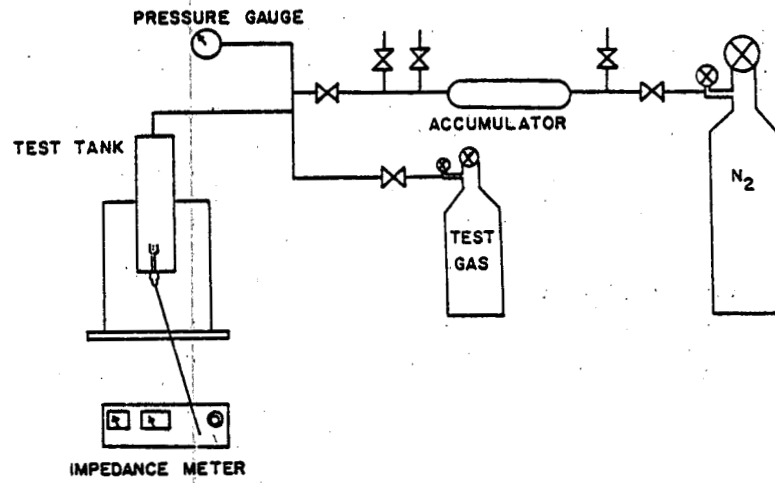 PRESSURE GAUGE
ACCUMULATOR
TEST TANK
N2
TEST
GAS
IMPEDANCE METER